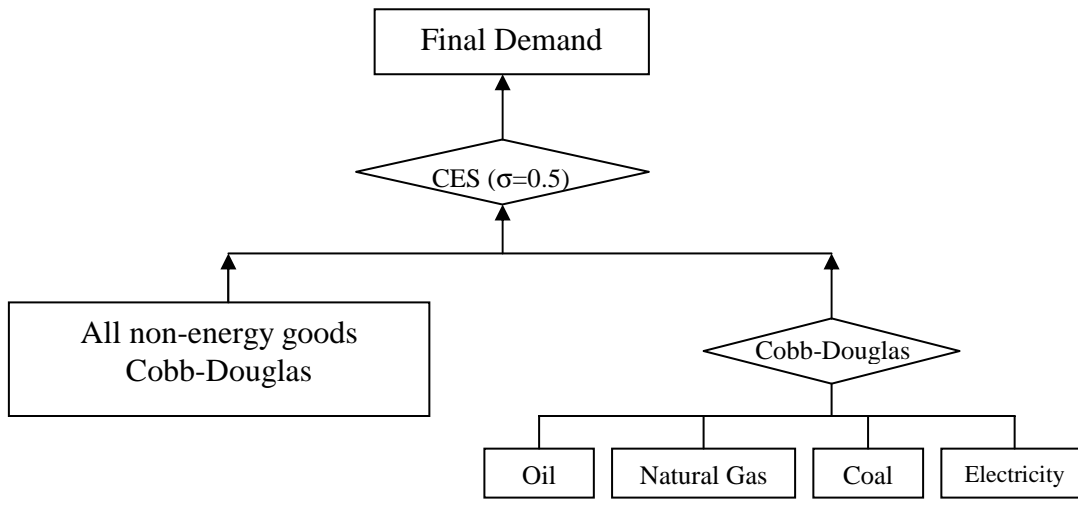 Final Demand
CES (σ=0.5)
All non-energy goods
Cobb-Douglas
Cobb-Douglas
Oil
Natural Gas
Coal
Electricity